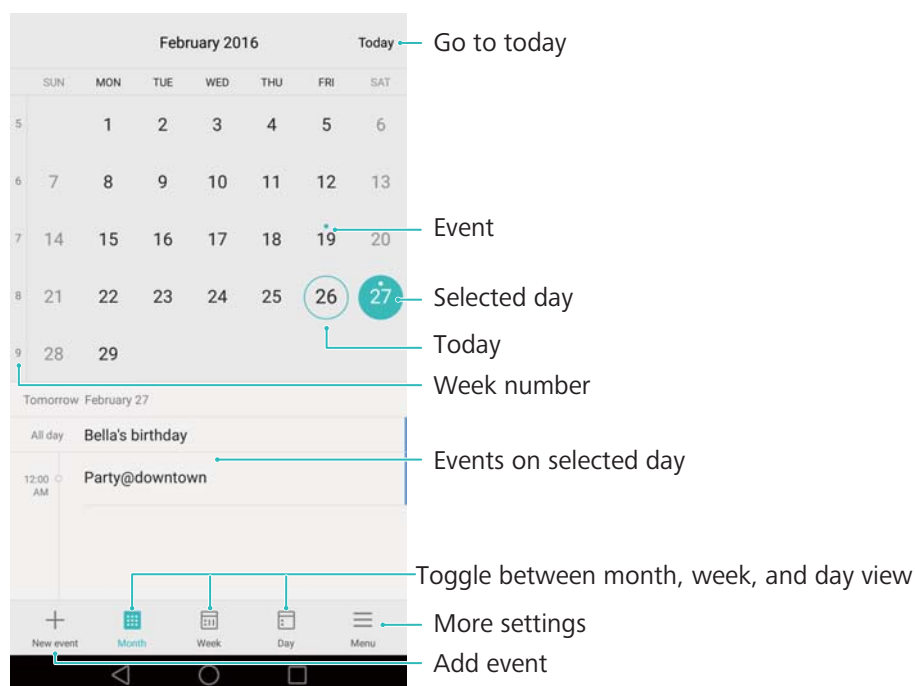 February 2016 Today Go to today
SUN MON TUE WED THU FRI SAT
5 1 2 3 4 5 6
6 7 8 9 10 11 12 13
7 14 15 16 17 18 19 20
Event
8 21 22 23 24 25 26 27 Selected day
Today
9 28 29
Week number
Tomorrow February 27
All day Bella's birthday
Events on selected day
12:00 AM Party@downtown
Toggle between month, week, and day view
More settings
New event Month Week Day Menu
Add event